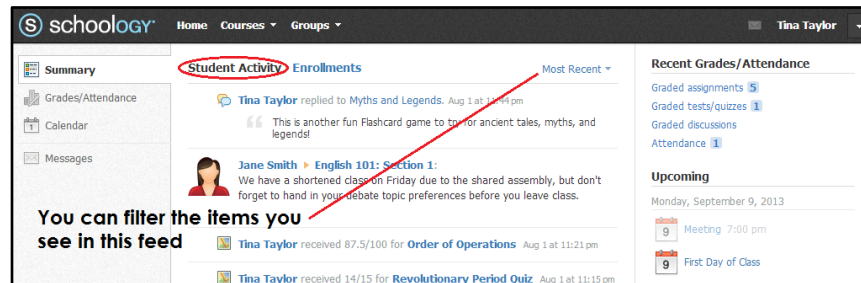 S schoology Home Courses Groups Tina Taylor
Summary
Grades/Attendance
1 Calendar
Messages
Student Activity Enrollments Most Recent
Tina Taylor replied to Myths and Legends. Aug 1 at 11:44 pm
This is another fun Flashcard game to try for ancient tales, myths, and
legends!
Jane Smith English 101: Section 1:
We have a shortened class on Friday due to the shared assembly, but don't
forget to hand in your debate topic preferences before you leave class.
You can filter the items you
see in this feed
Tina Taylor received 87.5/100 for Order of Operations Aug 1 at 11:21 pm
Tina Taylor received 14/15 for Revolutionary Period Quiz Aug 1 at 11:15 pm
Recent Grades/Attendance
Graded assignments 5
Graded tests/quizzes 1
Graded discussions
Attendance 1
Upcoming
Monday, September 9, 2013
9 Meeting 7:00 pm
9 First Day of Class